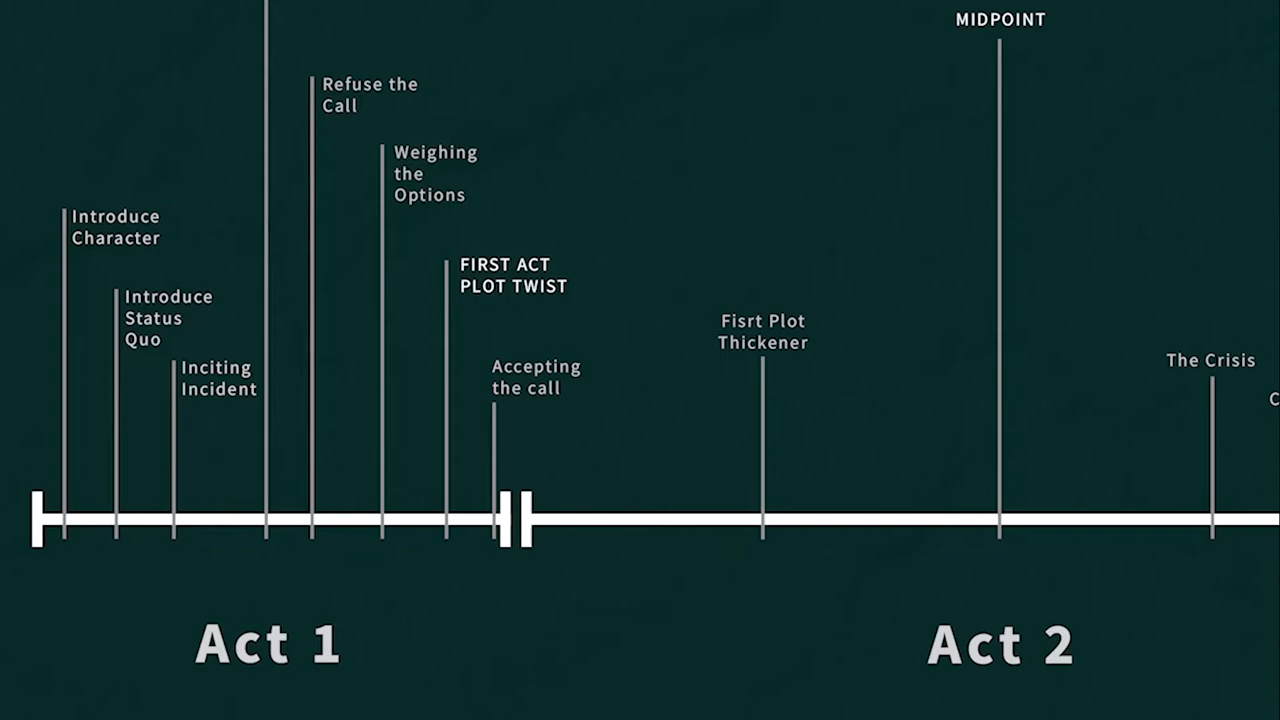 MIDPOINT
Refuse the
Call
Weighing
the
Options
Introduce
Character
FIRST ACT
PLOT TWIST
Introduce
Status
Quo
Fisrt Plot
Thickener
Inciting
Incident
Accepting
the call
The Crisis
Act 1
Act 2